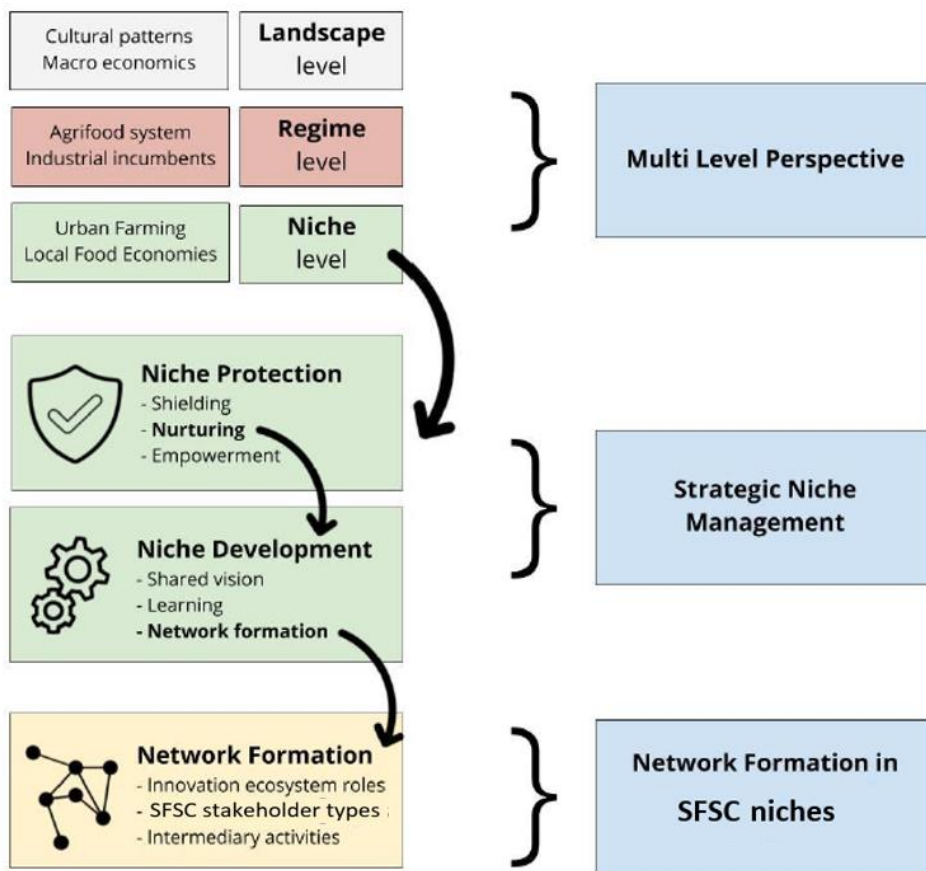 Cultural patterns
Macro economics
Landscape
level
Agrifood system
Industrial incumbents
Regime
level
Urban Farming
Local Food Economies
Niche
level
Multi Level Perspective
Niche Protection
- Shielding
- Nurturing
- Empowerment
Niche Development
- Shared vision
- Learning
- Network formation
Strategic Niche
Management
Network Formation
- Innovation ecosystem roles
- SFSC stakeholder types
- Intermediary activities
Network Formation in
SFSC niches